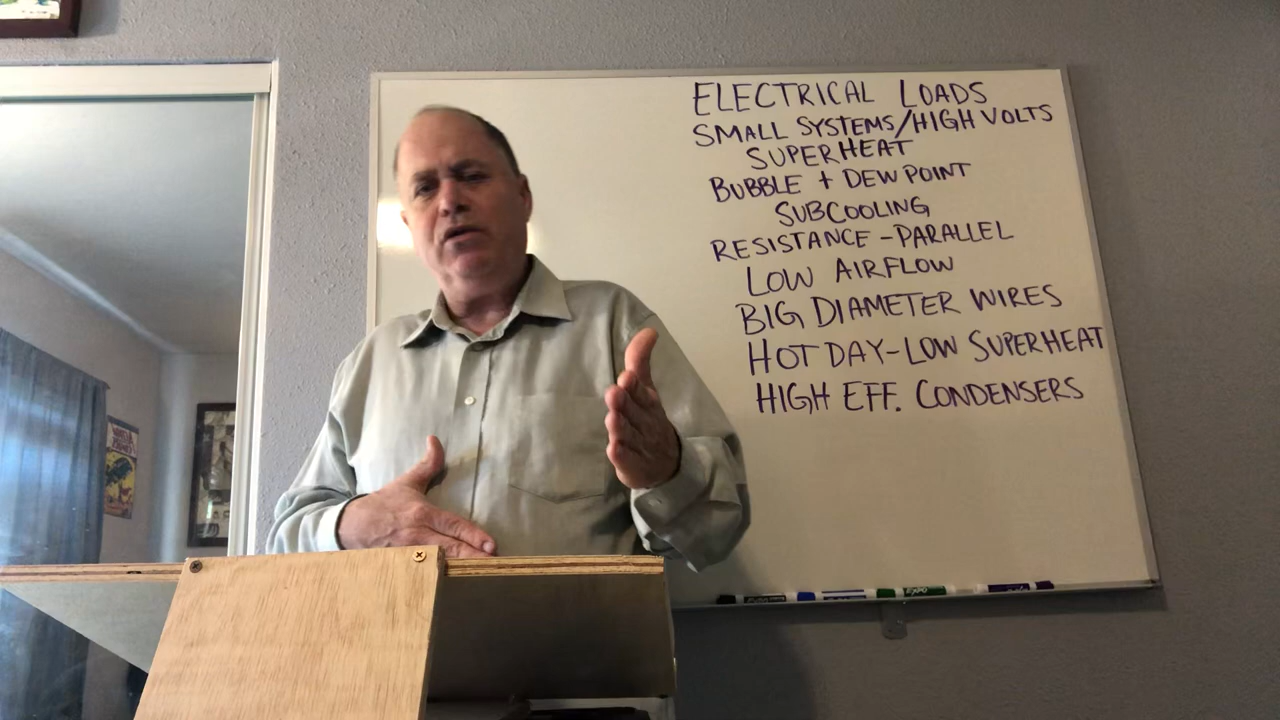 ELECTRICAL LOADS
SMALL SYSTEMS/HIGH VOLTS
SUPERHEAT
BUBBLE + DEW POINT
SUBCOOLING
RESISTANCE-PARALLEL
LOW AIRFLOW
BIG DIAMETER WIRES
HOT DAY-LOW SUPERHEAT
HIGH EFF. CONDENSERS
EXPO